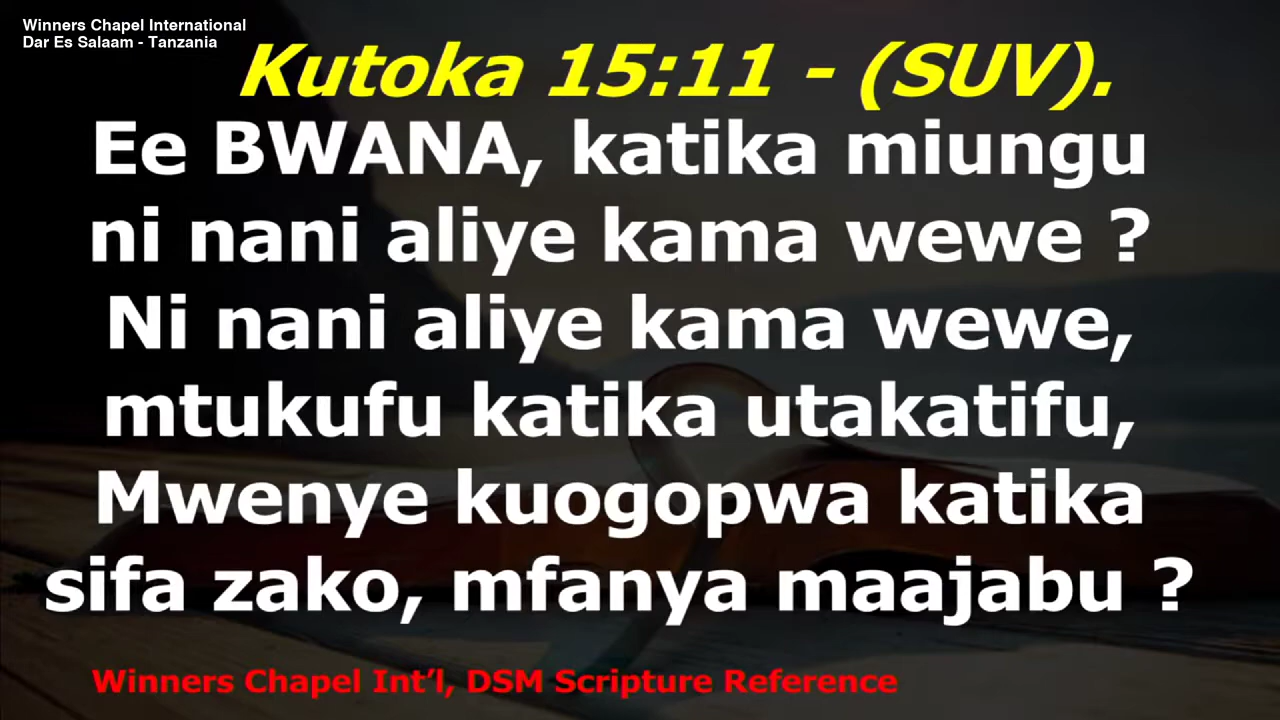 Winners Chapel International
Dar Es Salaam - Tanzania
Kutoka 15:11 - (SUV).
Ee BWANA, katika miungu
ni nani aliye kama wewe ?
Ni nani aliye kama wewe,
mtukufu katika utakatifu,
Mwenye kuogopwa katika
sifa zako, mfanya maajabu ?
Winners Chapel Int’l, DSM Scripture Reference